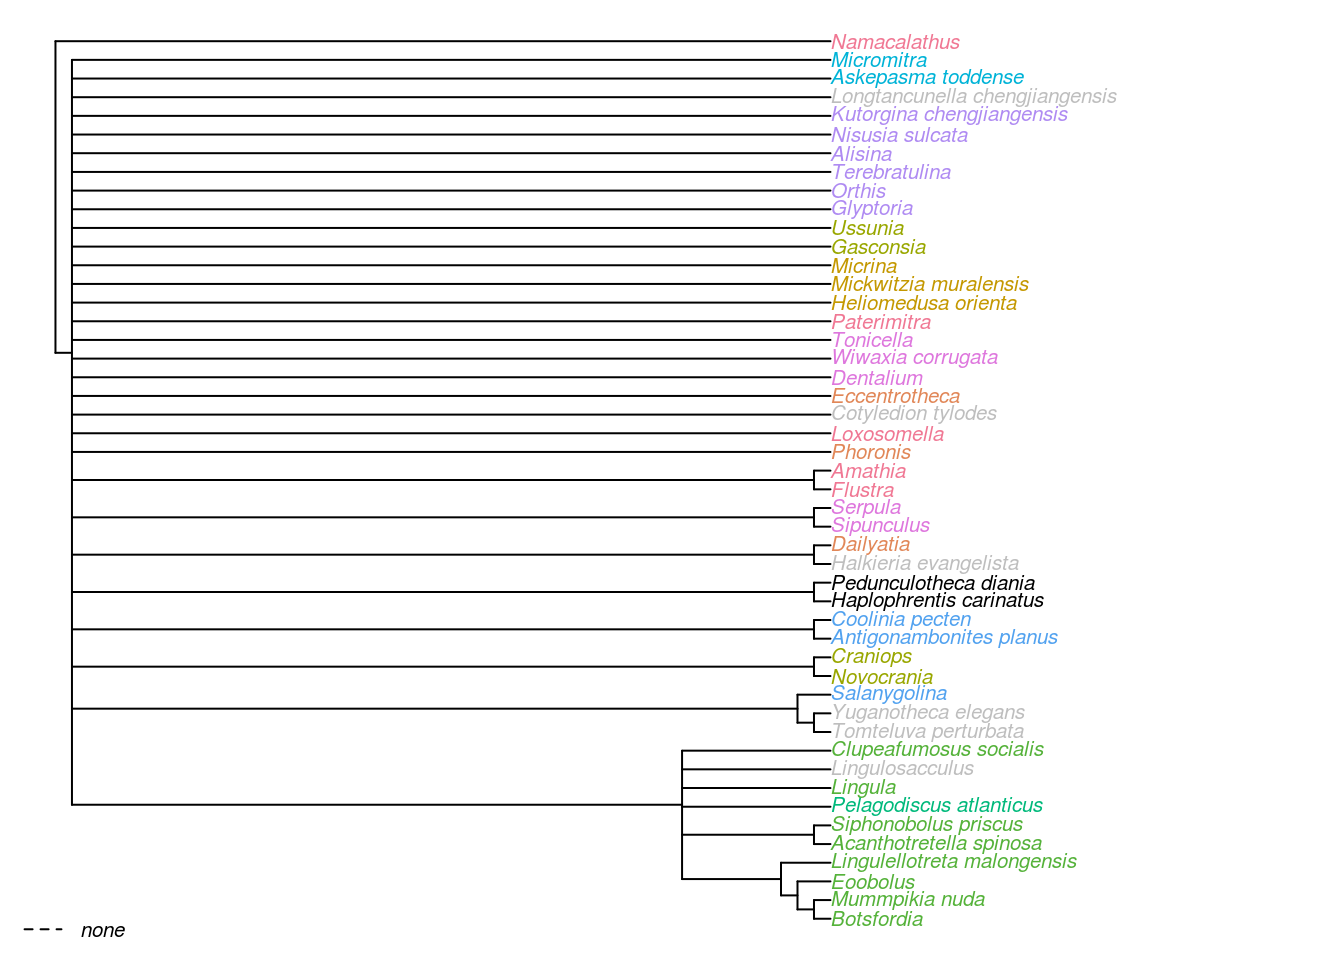 Namacalathus
Micromitra
Askepasma toddense
Longtancunella chengjiangensis
Kutorgina chengjiangensis
Nisusia sulcata
Alisina
Terebratulina
Orthis
Glyptoria
Ussunia
Gasconsia
Micrina
Mickwitzia muralensis
Heliomedusa orienta
Paterimitra
Tonicella
Wiwaxia corrugata
Dentalium
Eccentrotheca
Cotyledion tylodes
Loxosomella
Phoronis
Amathia
Flustra
Serpula
Sipunculus
Dailyatia
Halkieria evangelista
Pedunculotheca diania
Haplophrentis carinatus
Coolinia pecten
Antigonambonites planus
Craniops
Novocrania
Salanygolina
Yuganotheca elegans
Tomteluva perturbata
Clupeafumosus socialis
Lingulosacculus
Lingula
Pelagodiscus atlanticus
Siphonobolus priscus
Acanthotretella spinosa
Lingulellotreta malongensis
Eoobolus
Mummpikia nuda
Botsfordia
none